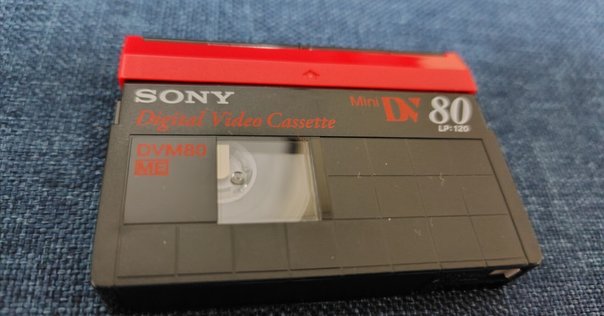 SONY
Mini DV 80
LP:120
Digital Video Cassette
DVM80
ME